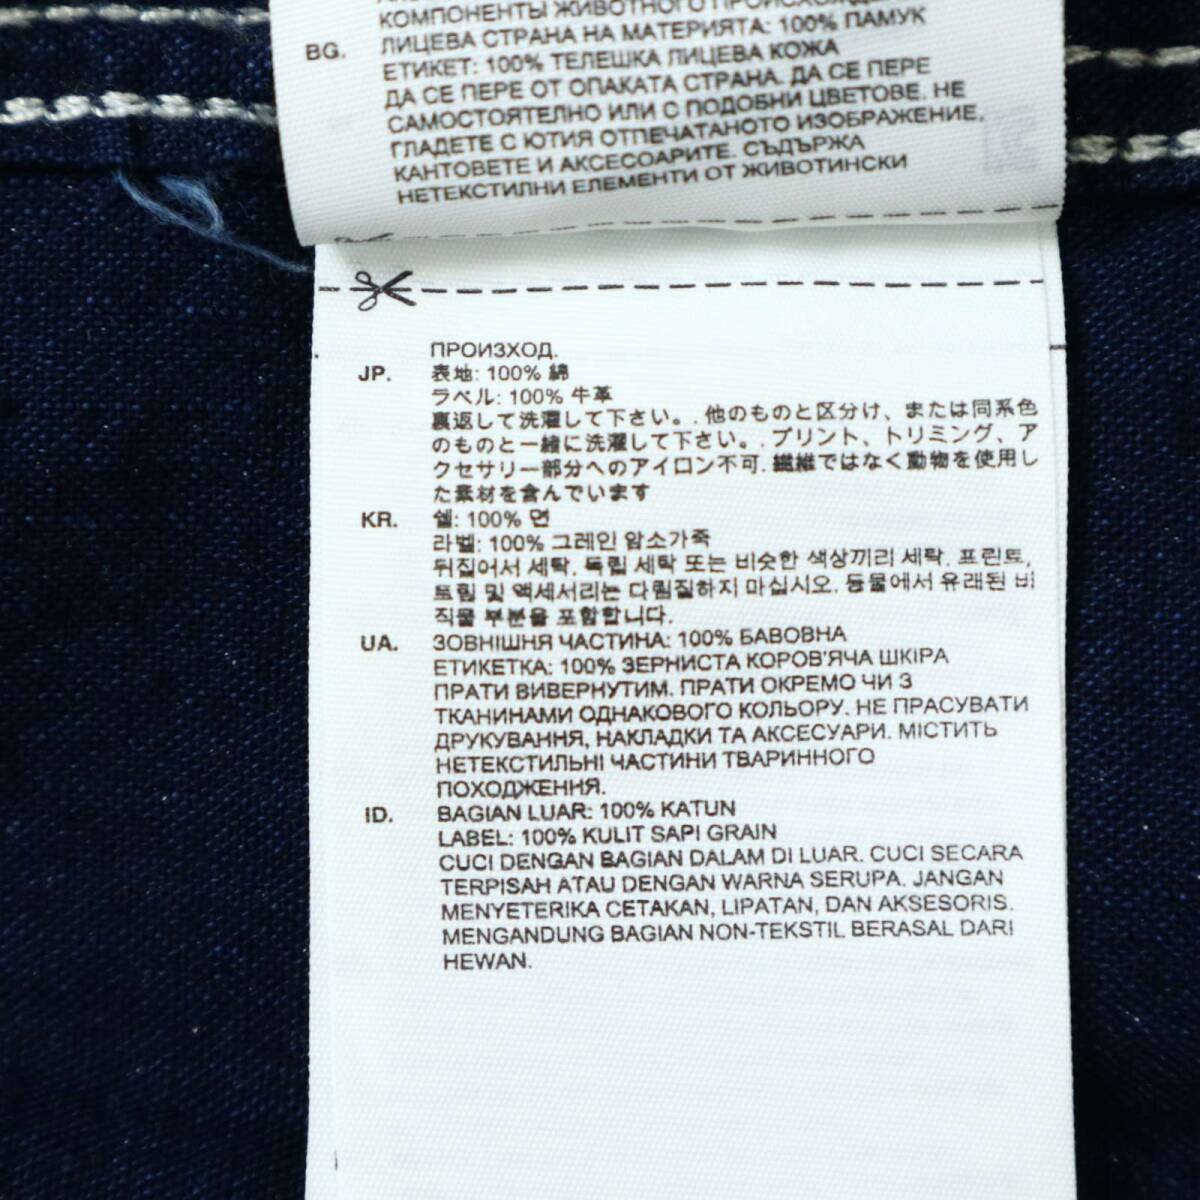 КОМПОНЕНТЫ ЖИВОТНОГО
BG. ЛИЦЕВА СТРАНА НА МАТЕРИЯТА: 100% ПАМУК
ЕТИКЕТ: 100% ТЕЛЕШКА ЛИЦЕВА КОЖА
ДА СЕ ПЕРЕ ОТ ОПАКАТА СТРАНА. ДА СЕ ПЕРЕ
САМОСТОЯТЕЛНО ИЛИ С ПОДОБНИ ЦВЕТОВЕ. НЕ
ГЛАДЕТЕ С ЮТИЯ ОТПЕЧАТАНОТО ИЗОБРАЖЕНИЕ,
КАНТОВЕТЕ И АКСЕСОАРИТЕ. СЪДЪРЖА
НЕТЕКСТИЛНИ ЕЛЕМЕНТИ ОТ ЖИВОТИНСКИ
ПРОИЗХОД.
JP. 表地: 100% 綿
ラベル: 100% 牛革
裏返して洗濯して下さい。. 他のものと区分け、または同系色
のものと一緒に洗濯して下さい。. プリント、トリミング、ア
クセサリー部分へのアイロン不可. 繊維ではなく動物を使用し
た素材を含んでいます
KR. 쉘: 100% 면
라벨: 100% 그레인 암소가죽
뒤집어서 세탁. 독립 세탁 또는 비슷한 색상끼리 세탁. 프린트,
트림 및 액세서리는 다림질하지 마십시오. 동물에서 유래된 비
직물 부분을 포함합니다.
UA. ЗОВНІШНЯ ЧАСТИНА: 100% БАВОВНА
ЕТИКЕТКА: 100% ЗЕРНИСТА КОРОВ'ЯЧА ШКІРА
ПРАТИ ВИВЕРНУТИМ. ПРАТИ ОКРЕМО ЧИ З
ТКАНИНАМИ ОДНАКОВОГО КОЛЬОРУ. НЕ ПРАСУВАТИ
ДРУКУВАННЯ, НАКЛАДКИ ТА АКСЕСУАРИ. МІСТИТЬ
НЕТЕКСТИЛЬНІ ЧАСТИНИ ТВАРИННОГО
ПОХОДЖЕННЯ.
ID. BAGIAN LUAR: 100% KATUN
LABEL: 100% KULIT SAPI GRAIN
CUCI DENGAN BAGIAN DALAM DI LUAR. CUCI SECARA
TERPISAH ATAU DENGAN WARNA SERUPA. JANGAN
MENYETERIKA CETAKAN, LIPATAN, DAN AKSESORIS.
MENGANDUNG BAGIAN NON-TEKSTIL BERASAL DARI
HEWAN.